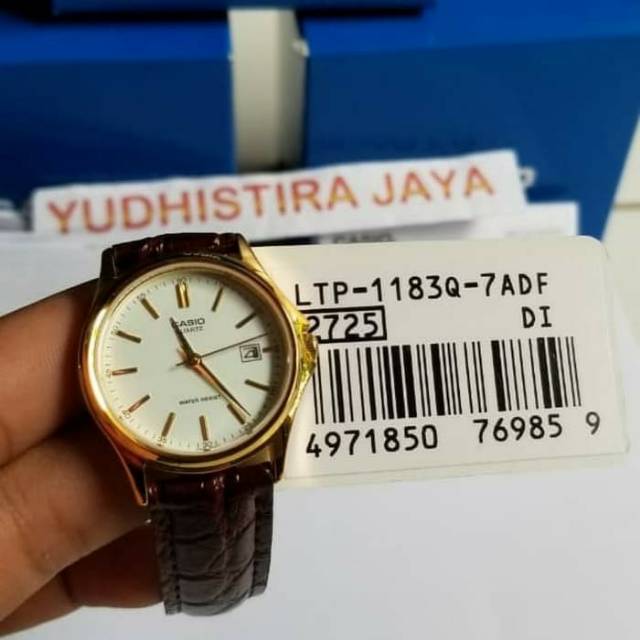 YUDHISTIRA JAYA
LTP-1183Q-7ADF
2725 DI
4971850 76985 9
CASIO
QUARTZ
WATER RESIST